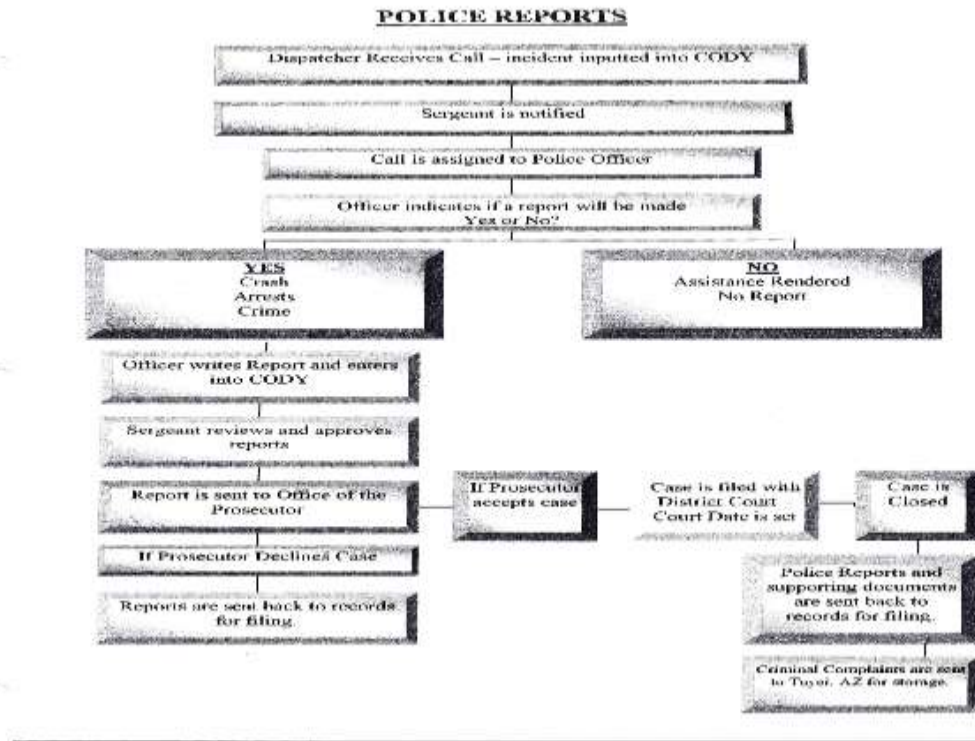 POLICE REPORTS
Dispatcher Receives Call – incident inputted into CODY
Sergeant is notified
Call is assigned to Police Officer
Officer indicates if a report will be made
Yes or No?
YES
Crash
Arrests
Crime
NO
Assistance Rendered
No Report
Officer writes Report and enters
into CODY
Sergeant reviews and approves
reports
Report is sent to Office of the
Prosecutor
If Prosecutor
accepts case
Case is filed with
District Court
Court Date is set
Case is
Closed
If Prosecutor Declines Case
Reports are sent back to records
for filing.
Police Reports and
supporting documents
are sent back to
records for filing.
Criminal Complaints are sent
to AZ for storage.